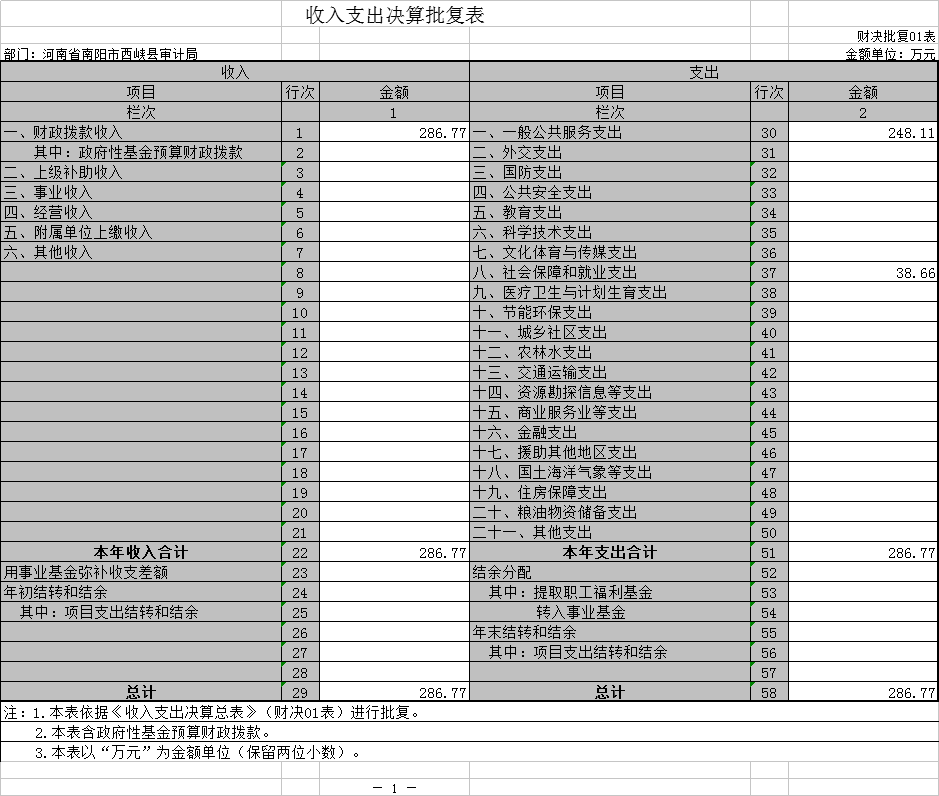 收入支出决算批复表
财决批复01表
部门：河南省南阳市西峡县审计局 金额单位：万元
收入 支出
项目 行次 金额 项目 行次 金额
栏次 1 栏次 2
一、财政拨款收入 1 286.77 一、一般公共服务支出 30 248.11
其中：政府性基金预算财政拨款 2 二、外交支出 31
二、上级补助收入 3 三、国防支出 32
三、事业收入 4 四、公共安全支出 33
四、经营收入 5 五、教育支出 34
五、附属单位上缴收入 6 六、科学技术支出 35
六、其他收入 7 七、文化体育与传媒支出 36
8 八、社会保障和就业支出 37 38.66
9 九、医疗卫生与计划生育支出 38
10 十、节能环保支出 39
11 十一、城乡社区支出 40
12 十二、农林水支出 41
13 十三、交通运输支出 42
14 十四、资源勘探信息等支出 43
15 十五、商业服务业等支出 44
16 十六、金融支出 45
17 十七、援助其他地区支出 46
18 十八、国土海洋气象等支出 47
19 十九、住房保障支出 48
20 二十、粮油物资储备支出 49
21 二十一、其他支出 50
本年收入合计 22 286.77 本年支出合计 51 286.77
用事业基金弥补收支差额 23 结余分配 52
年初结转和结余 24 其中：提取职工福利基金 53
其中：项目支出结转和结余 25 转入事业基金 54
26 年末结转和结余 55
27 其中：项目支出结转和结余 56
28 57
总计 29 286.77 总计 58 286.77
注：1.本表依据《收入支出决算总表》（财决01表）进行批复。
2.本表含政府性基金预算财政拨款。
3.本表以“万元”为金额单位（保留两位小数）。
— 1 —